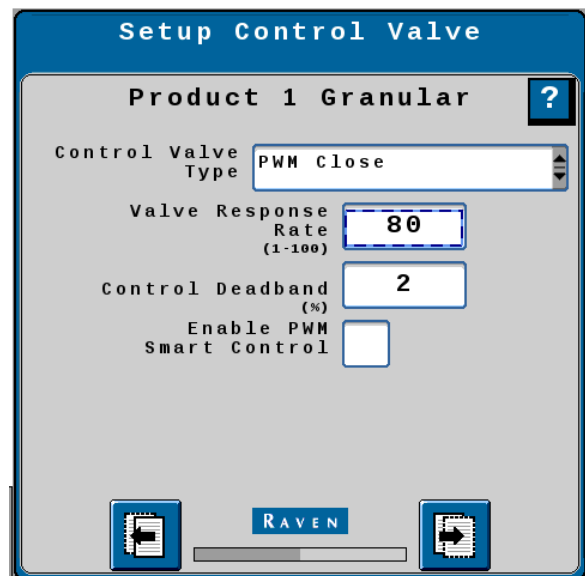 Setup Control Valve
Product 1 Granular
?
Control Valve
Type
PWM Close
Valve Response
Rate
(1-100)
80
Control Deadband
(%)
2
Enable PWM
Smart Control
RAVEN